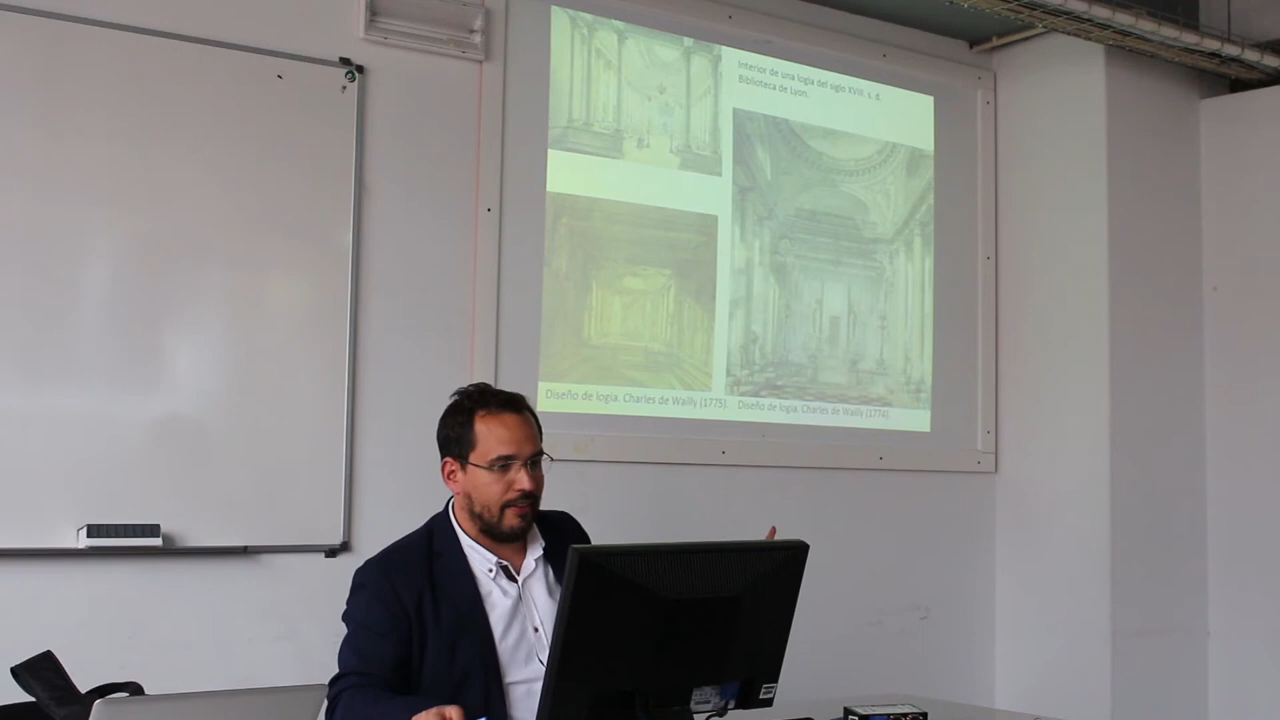 Interior de una logia del siglo XVIII. s. d.
Biblioteca de Lyon.
Diseño de logia. Charles de Wailly (1775).
Diseño de logia. Charles de Wailly (1774)